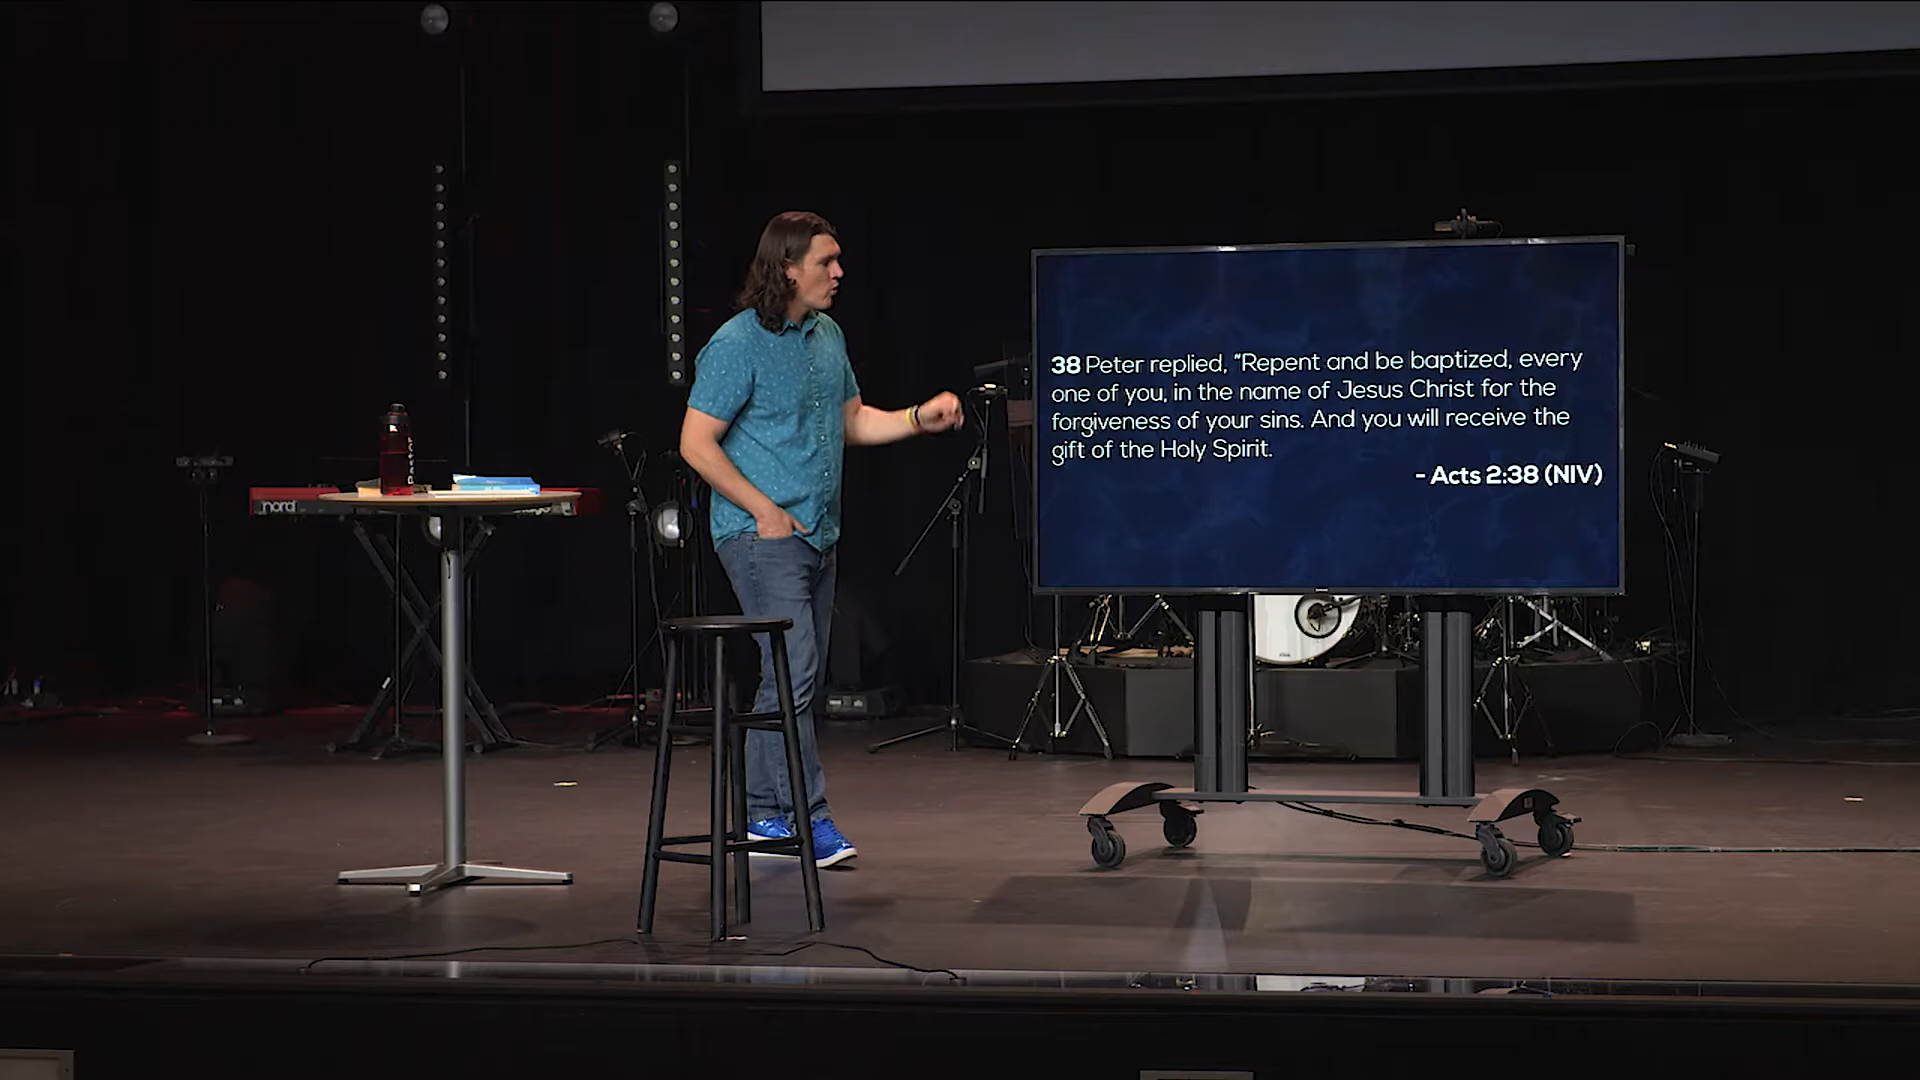 38 Peter replied, “Repent and be baptized, every
one of you, in the name of Jesus Christ for the
forgiveness of your sins. And you will receive the
gift of the Holy Spirit.
- Acts 2:38 (NIV)
nord